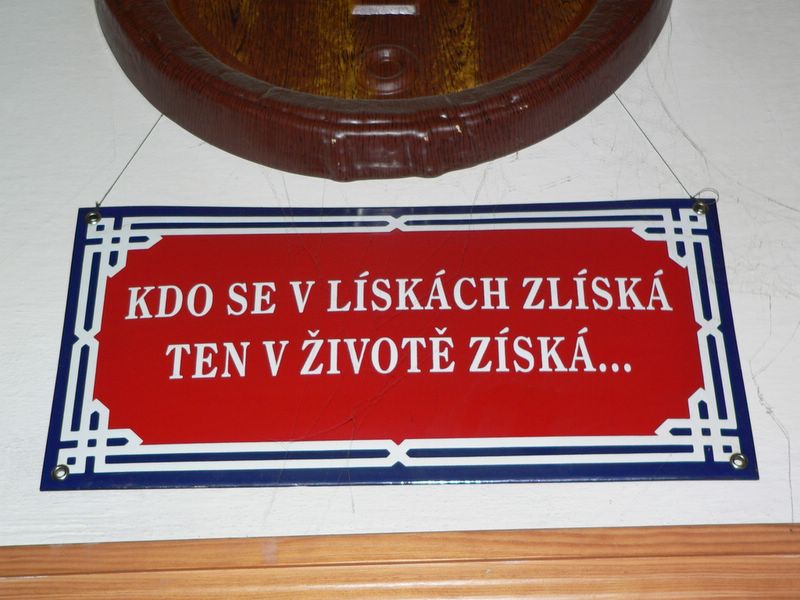 KDO SE V LÍSKÁCH ZLÍSKÁ
TEN V ŽIVOTĚ ZÍSKÁ...